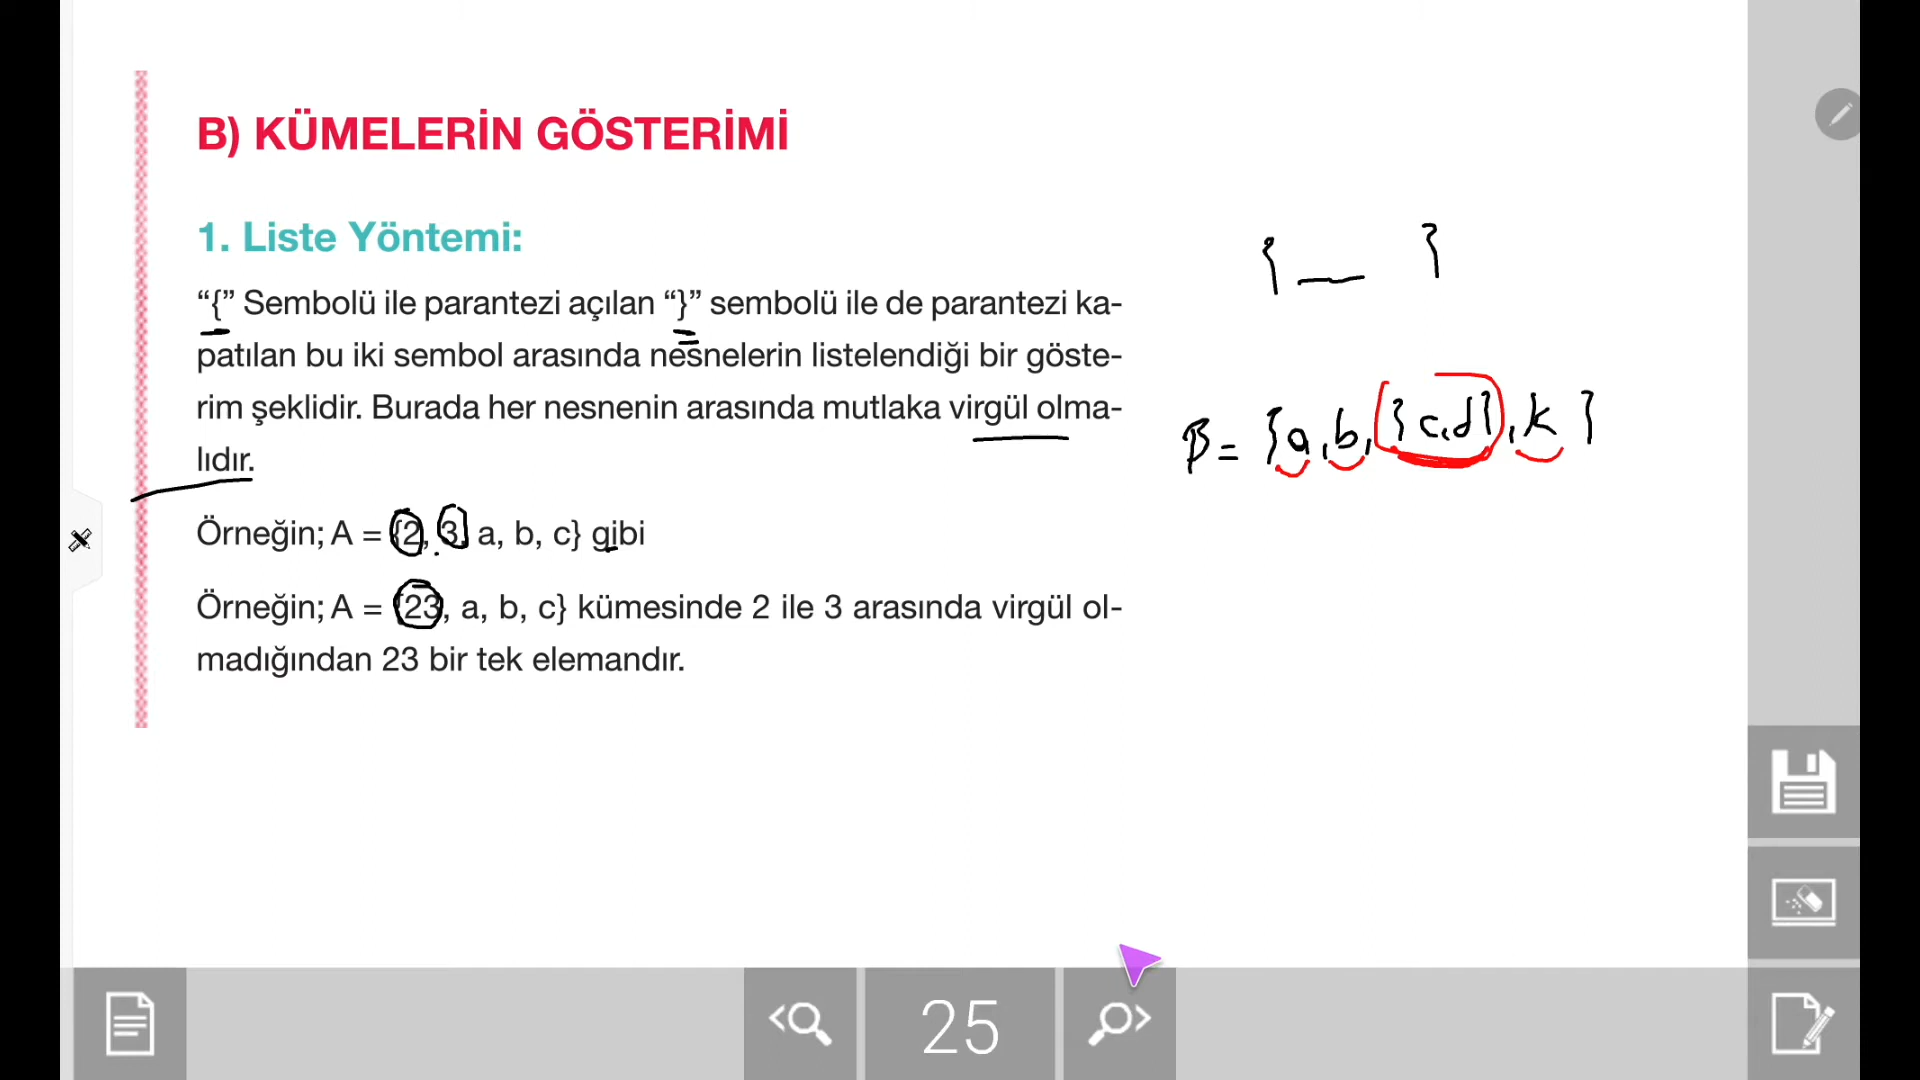 B) KÜMELERİN GÖSTERİMİ
1. Liste Yöntemi:
“{” Sembolü ile parantezi açılan “}” sembolü ile de parantezi ka-
patılan bu iki sembol arasında nesnelerin listelendiği bir göste-
rim şeklidir. Burada her nesnenin arasında mutlaka virgül olma-
lıdır.
Örneğin; A = {2, 3, a, b, c} gibi
Örneğin; A = {23, a, b, c} kümesinde 2 ile 3 arasında virgül ol-
madığından 23 bir tek elemandır.
{ __ }
B = {a, b, {c,d}, k }
<Q
25